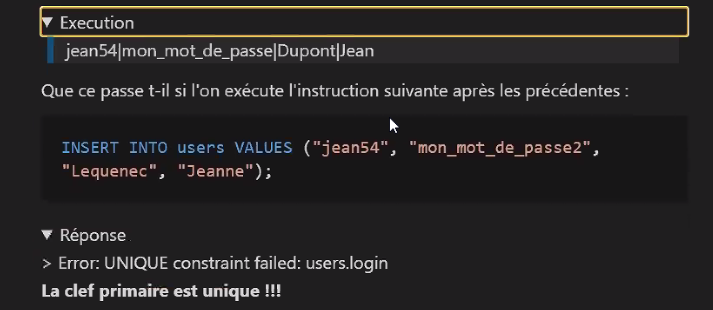 ▼ Execution
jean54|mon_mot_de_passe|Dupont|Jean
Que ce passe t-il si l'on exécute l'instruction suivante après les précédentes :
INSERT INTO users VALUES ("jean54", "mon_mot_de_passe2",
"Lequenec", "Jeanne");
▼ Réponse
> Error: UNIQUE constraint failed: users.login
La clef primaire est unique !!!